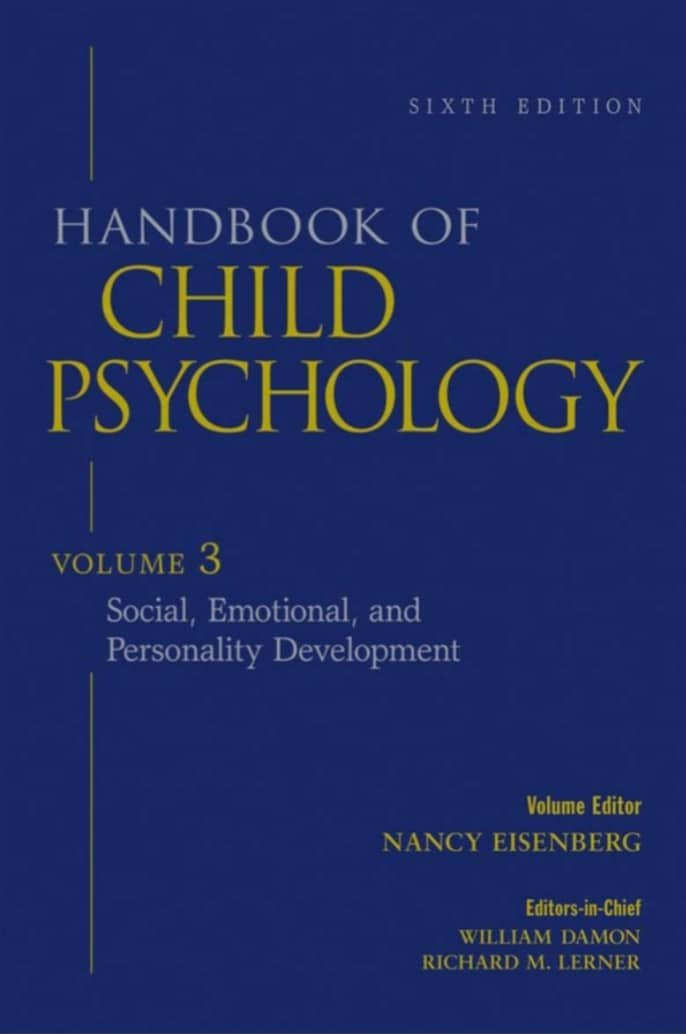 SIXTH EDITION
HANDBOOK OF
CHILD
PSYCHOLOGY
VOLUME 3
Social, Emotional, and
Personality Development
Volume Editor
NANCY EISENBERG
Editors-in-Chief
WILLIAM DAMON
RICHARD M. LERNER